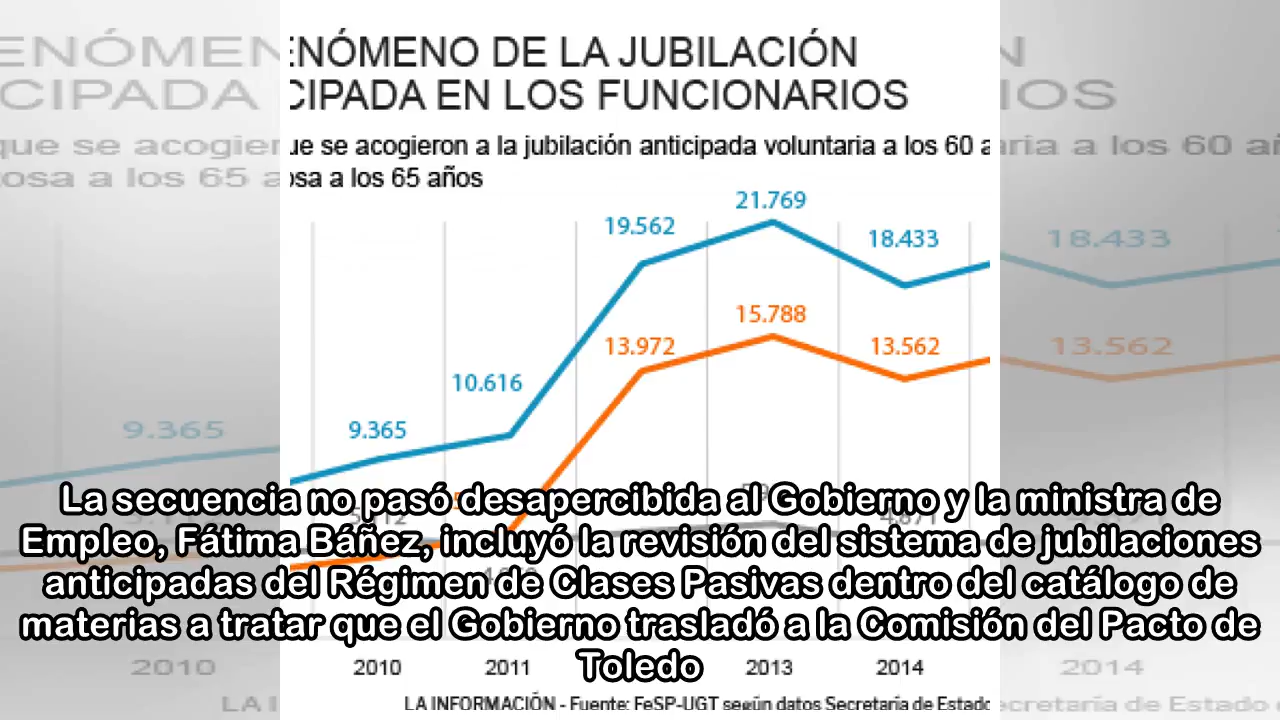 ENÓMENO DE LA JUBILACIÓN
CIPADA EN LOS FUNCIONARIOS
ue se acogieron a la jubilación anticipada voluntaria a los 60 a
osa a los 65 años
21.769
19.562
18.433
15.788
13.972
13.562
10.616
9.365
La secuencia no pasó desapercibida al Gobierno y la ministra de
Empleo, Fátima Báñez, incluyó la revisión del sistema de jubilaciones
anticipadas del Régimen de Clases Pasivas dentro del catálogo de
materias a tratar que el Gobierno trasladó a la Comisión del Pacto de
Toledo
2010 2011 2013 2014
LA INFORMACIÓN - Fuente: FeSP-UGT según datos Secretaria de Estado